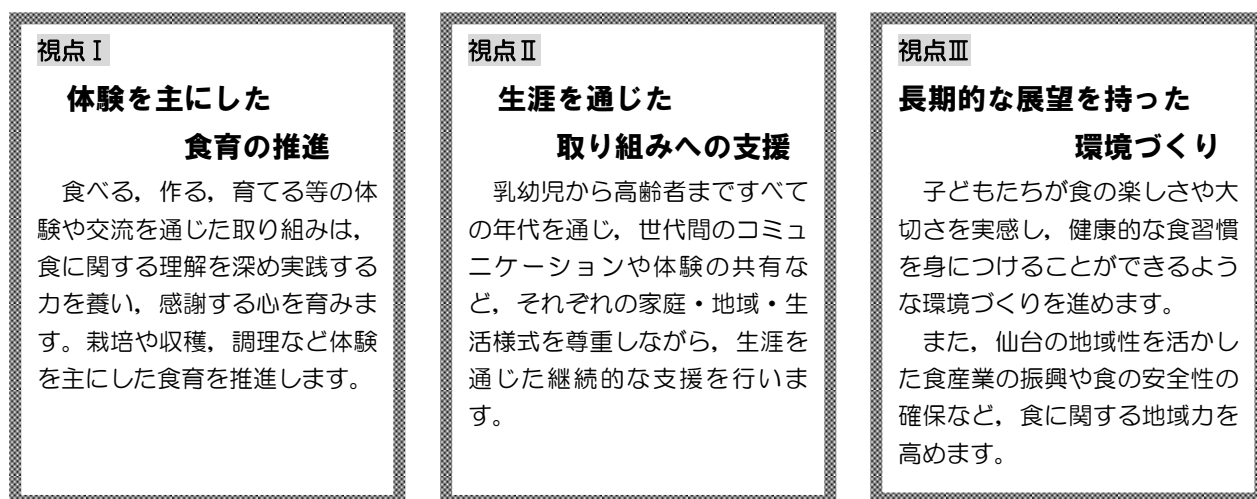 視点Ⅰ
体験を主にした
食育の推進
食べる，作る，育てる等の体
験や交流を通じた取り組みは，
食に関する理解を深め実践する
力を養い，感謝する心を育みま
す。栽培や収穫，調理など体験
を主にした食育を推進します。
視点Ⅱ
生涯を通じた
取り組みへの支援
乳幼児から高齢者まですべて
の年代を通じ，世代間のコミュ
ニケーションや体験の共有な
ど，それぞれの家庭・地域・生
活様式を尊重しながら，生涯を
通じた継続的な支援を行いま
す。
視点Ⅲ
長期的な展望を持った
環境づくり
子どもたちが食の楽しさや大
切さを実感し，健康的な食習慣
を身につけることができるよう
な環境づくりを進めます。
また，仙台の地域性を活かし
た食産業の振興や食の安全性の
確保など，食に関する地域力を
高めます。